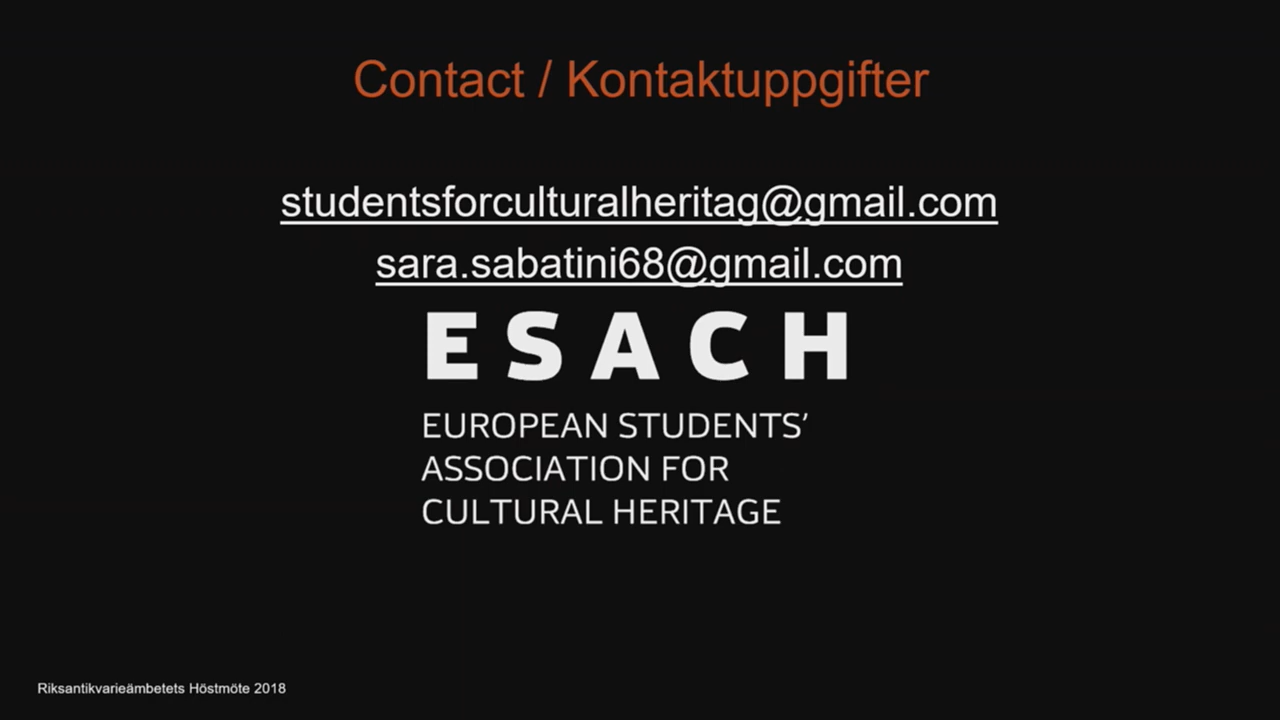 Contact / Kontaktuppgifter
studentsforculturalheritag@gmail.com
sara.sabatini68@gmail.com
ESACH
EUROPEAN STUDENTS’
ASSOCIATION FOR
CULTURAL HERITAGE
Riksantikvarieämbetets Höstmöte 2018